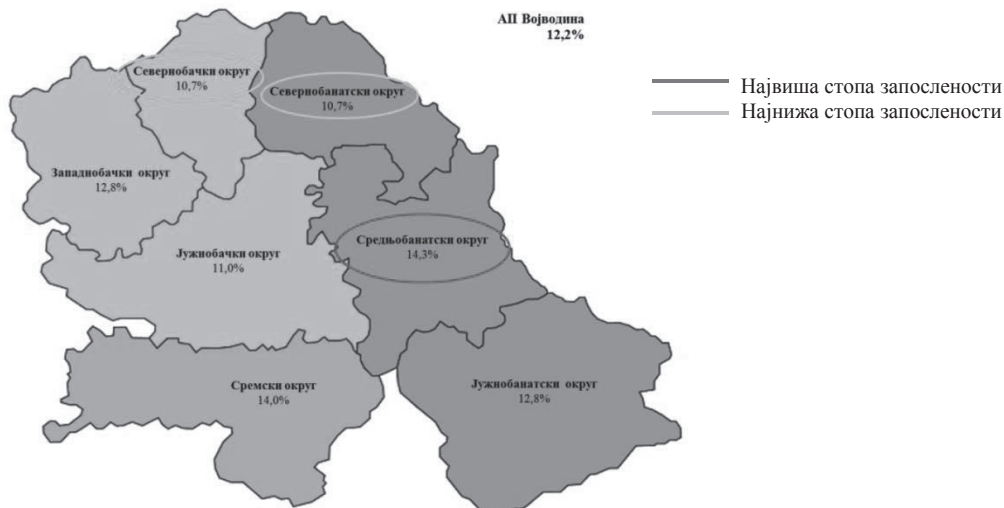 АП Војводина
12,2%
Севернобачки округ
10,7%
Севернобанатски округ
10,7%
Највиша стопа запослености
Најнижа стопа запослености
Западнобачки округ
12,8%
Јужнобачки округ
11,0%
Средњобанатски округ
14,3%
Сремски округ
14,0%
Јужнобанатски округ
12,8%